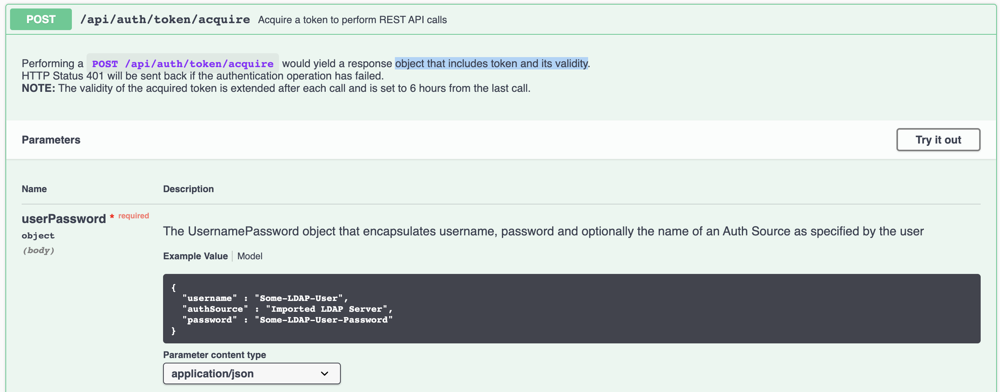 POST /api/auth/token/acquire Acquire a token to perform REST API calls
Performing a POST /api/auth/token/acquire would yield a response object that includes token and its validity.
HTTP Status 401 will be sent back if the authentication operation has failed.
NOTE: The validity of the acquired token is extended after each call and is set to 6 hours from the last call.
Parameters Try it out
Name Description
userPassword * required
object
(body)
The UsernamePassword object that encapsulates username, password and optionally the name of an Auth Source as specified by the user
Example Value Model
{
  "username" : "Some-LDAP-User",
  "authSource" : "Imported LDAP Server",
  "password" : "Some-LDAP-User-Password"
}
Parameter content type
application/json